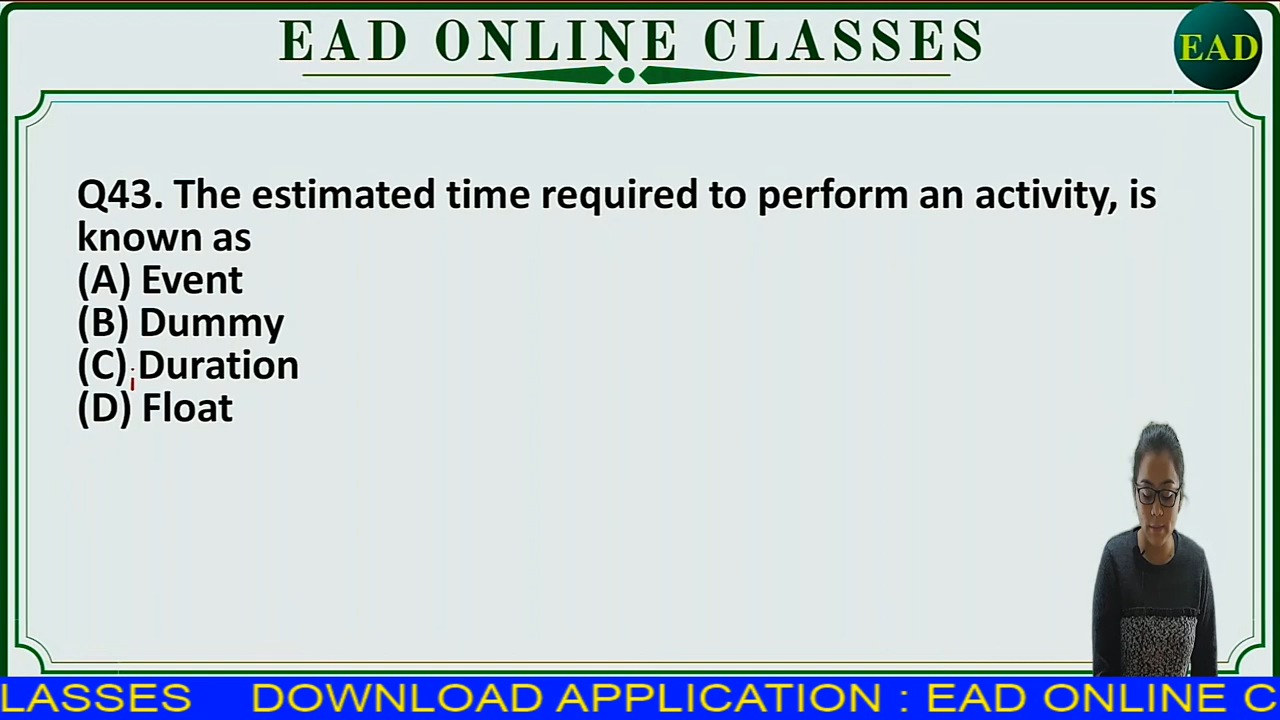 EAD ONLINE CLASSES
EAD
Q43. The estimated time required to perform an activity, is
known as
(A) Event
(B) Dummy
(C) Duration
(D) Float
LASSES DOWNLOAD APPLICATION : EAD ONLINE C